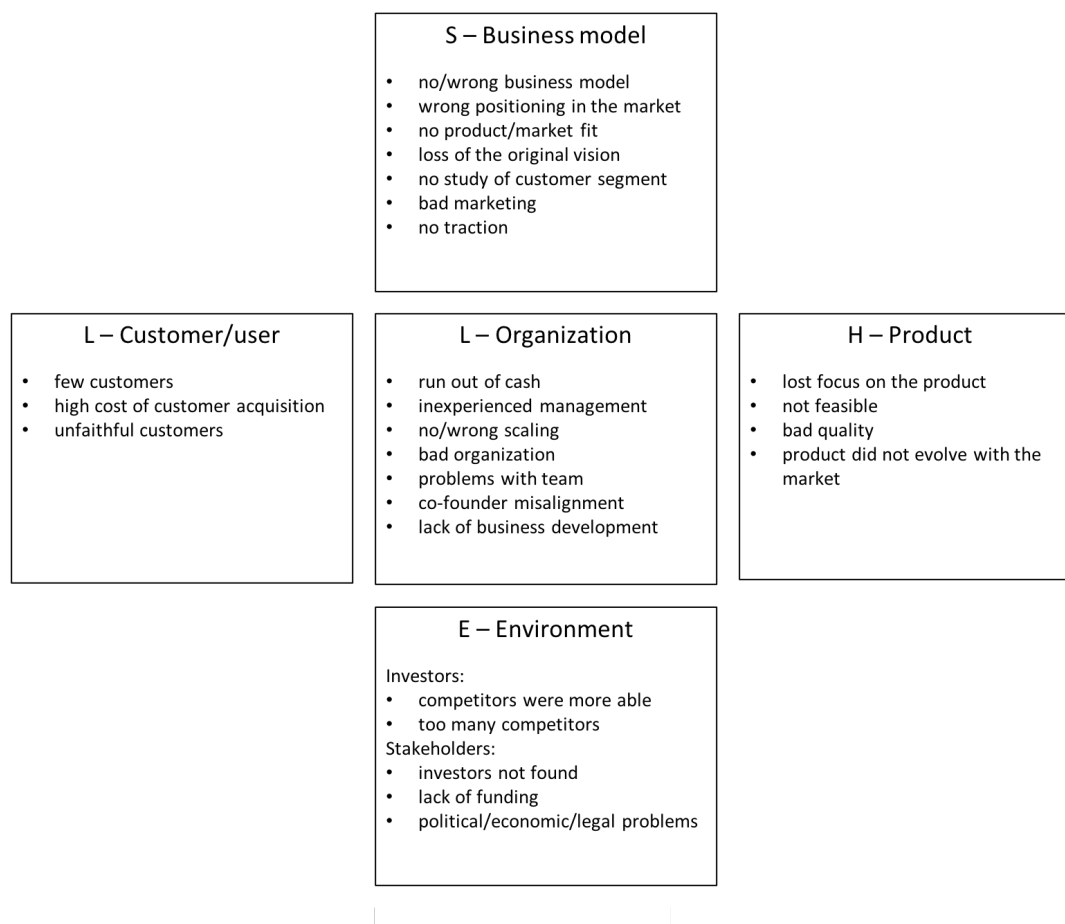 S – Business model
• no/wrong business model
• wrong positioning in the market
• no product/market fit
• loss of the original vision
• no study of customer segment
• bad marketing
• no traction
L – Customer/user
• few customers
• high cost of customer acquisition
• unfaithful customers
L – Organization
• run out of cash
• inexperienced management
• no/wrong scaling
• bad organization
• problems with team
• co-founder misalignment
• lack of business development
H – Product
• lost focus on the product
• not feasible
• bad quality
• product did not evolve with the
market
E – Environment
Investors:
• competitors were more able
• too many competitors
Stakeholders:
• investors not found
• lack of funding
• political/economic/legal problems